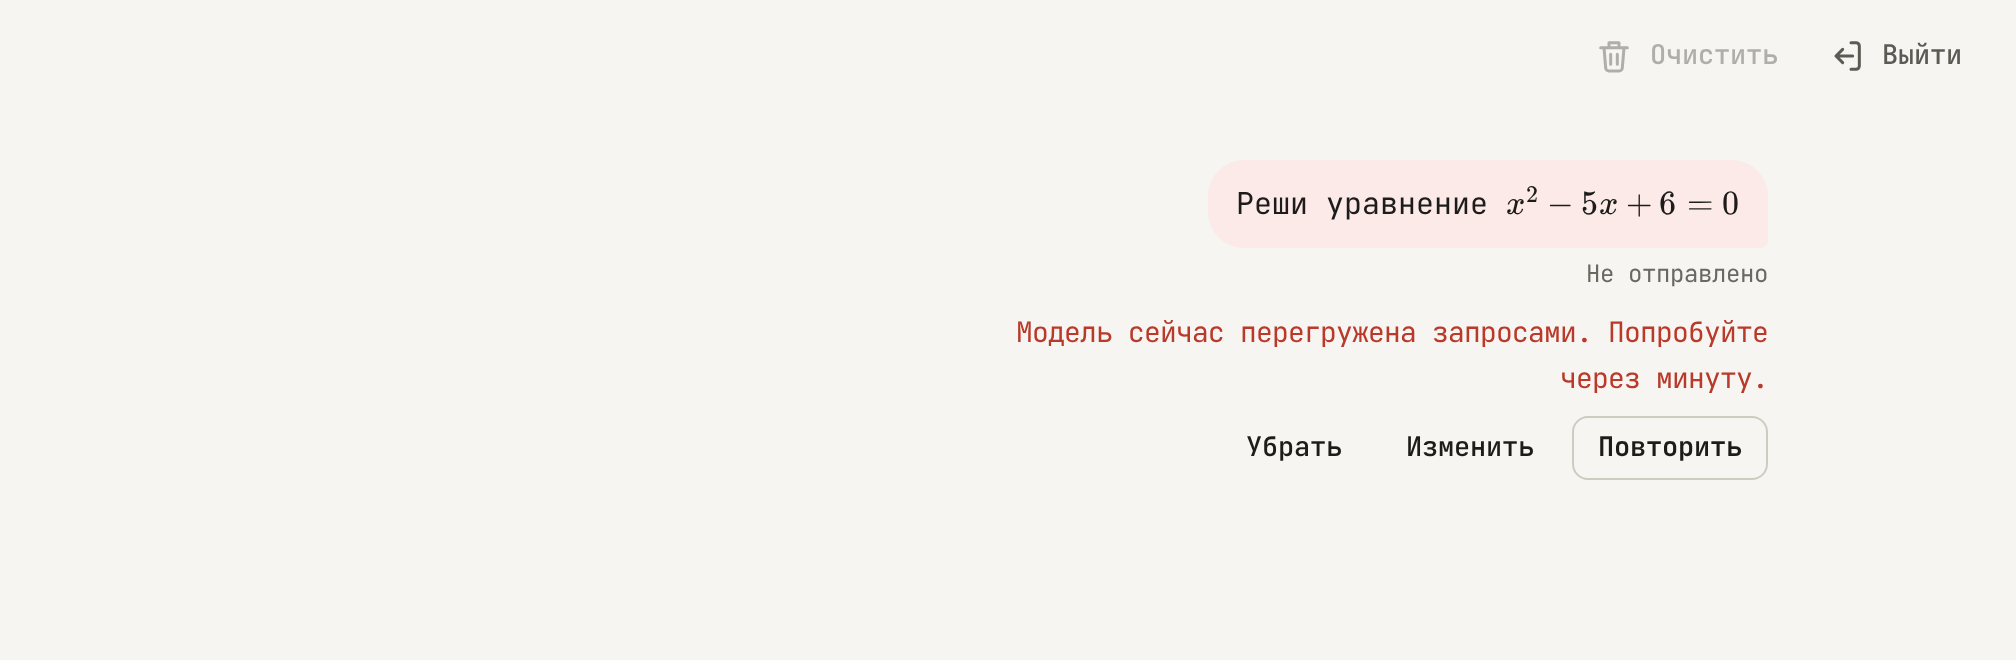 Очистить Выйти
Реши уравнение x² − 5x + 6 = 0
Не отправлено
Модель сейчас перегружена запросами. Попробуйте
через минуту.
Убрать Изменить Повторить